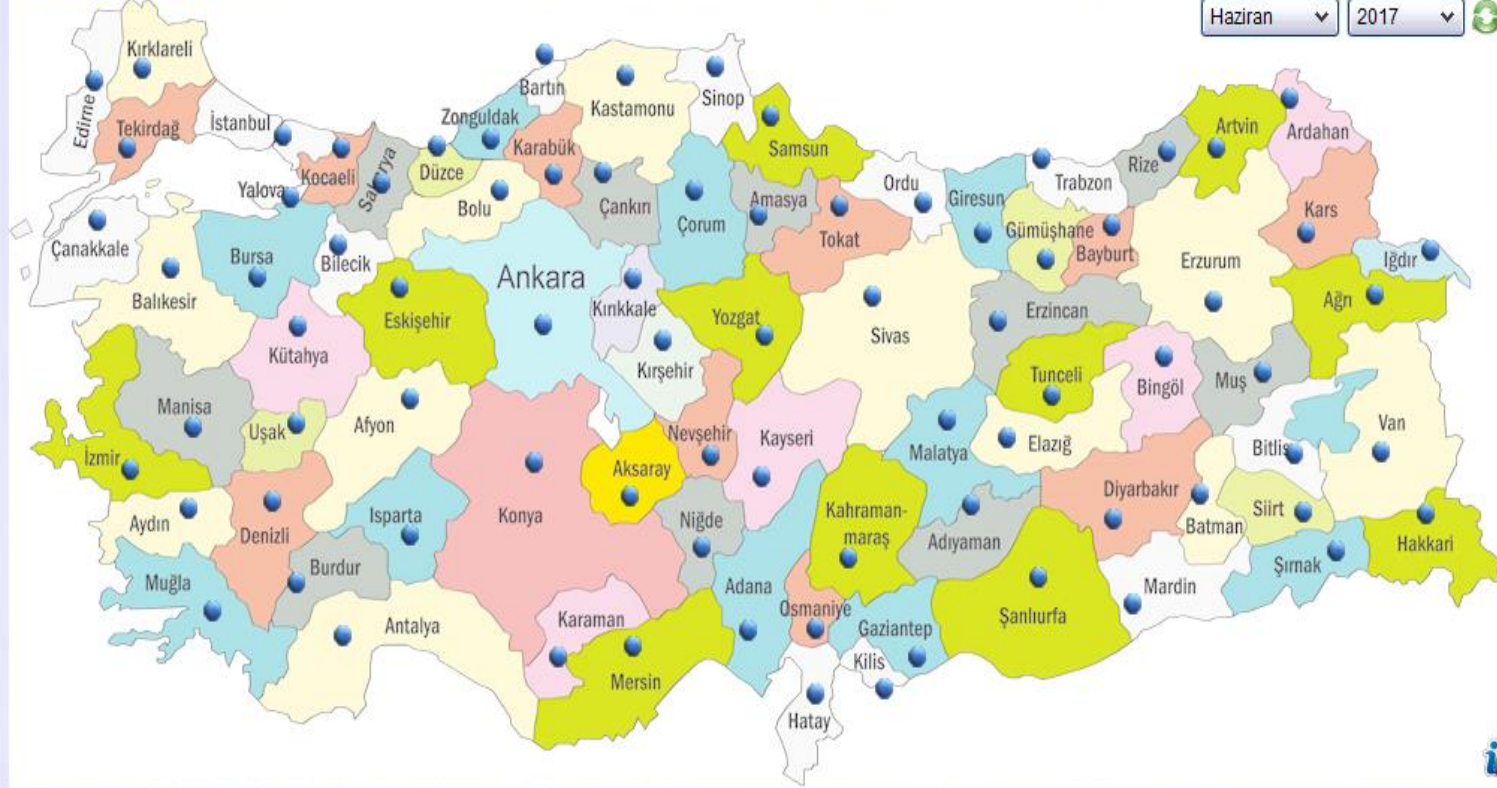 Haziran
2017
Kırklareli
Edirne
Tekirdağ
İstanbul
Bartın
Zonguldak
Kastamonu
Sinop
Samsun
Artvin
Ardahan
Kocaeli
Sakarya
Düzce
Karabük
Yalova
Bolu
Çankırı
Çorum
Amasya
Tokat
Ordu
Giresun
Trabzon
Rize
Gümüşhane
Bayburt
Erzurum
Kars
Iğdır
Ağrı
Çanakkale
Balıkesir
Bursa
Bilecik
Ankara
Kırıkkale
Eskişehir
Kütahya
Kırşehir
Yozgat
Sivas
Erzincan
Tunceli
Bingöl
Muş
Manisa
Uşak
Afyon
İzmir
Aksaray
Nevşehir
Kayseri
Malatya
Elazığ
Bitlis
Van
Aydın
Denizli
Isparta
Konya
Niğde
Kahraman-
maraş
Adıyaman
Diyarbakır
Batman
Siirt
Hakkari
Muğla
Burdur
Antalya
Karaman
Mersin
Adana
Osmaniye
Gaziantep
Şanlıurfa
Mardin
Şırnak
Kilis
Hatay